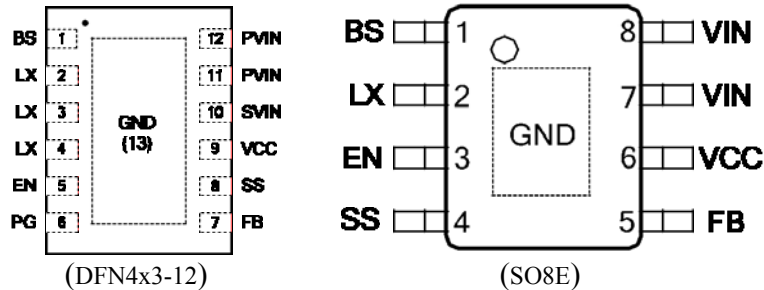 BS 1 12 PVIN
LX 2 11 PVIN
LX 3 10 SVIN
GND
(13)
LX 4 9 VCC
EN 5 8 SS
PG 6 7 FB
(DFN4x3-12)
BS 1 8 VIN
LX 2 7 VIN
GND
EN 3 6 VCC
SS 4 5 FB
(SO8E)